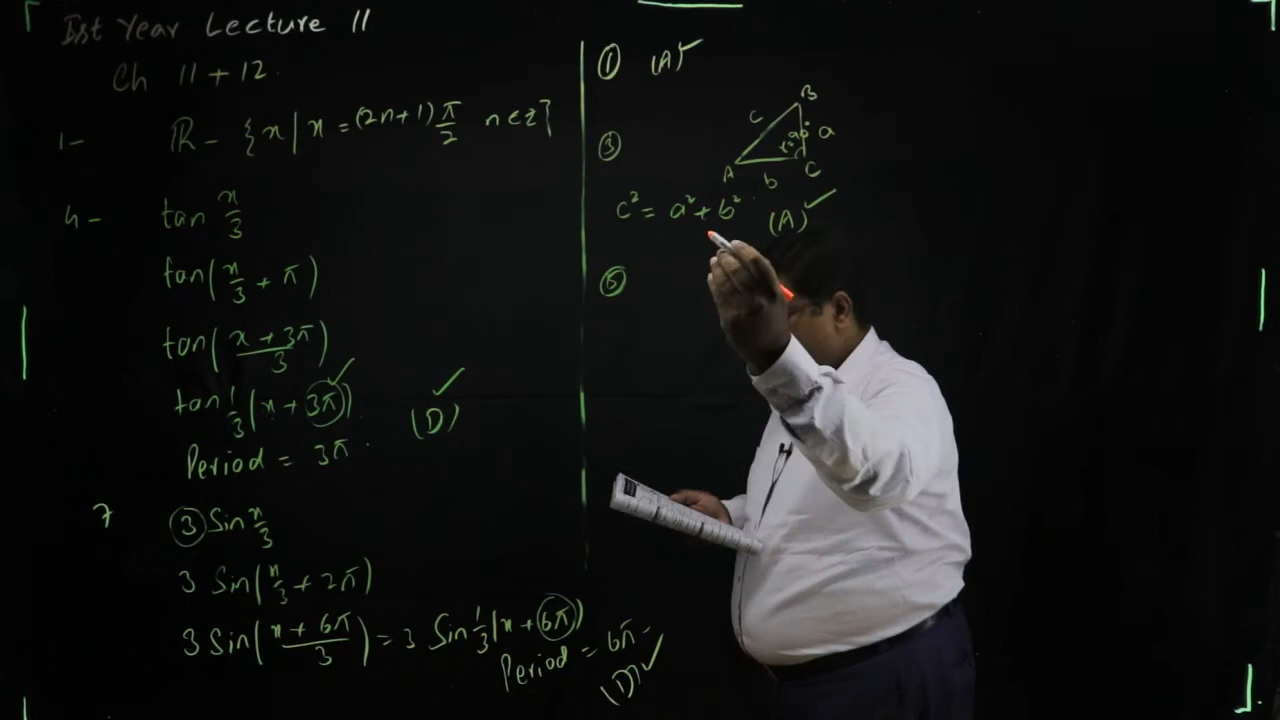 Ist Year Lecture 11
Ch 11 + 12
1- R - { x | x = (2n+1) π/2 n ∈ z }
4- tan x/3
tan(x/3 + π)
tan(x + 3π/3)
tan 1/3(x + 3π) ✓
Period = 3π. (D) ✓
7 3 Sin x/3
3 Sin(x/3 + 2π)
3 Sin(x + 6π/3) = 3 Sin 1/3(x + 6π)
Period = 6π
(D) ✓
① (A) ✓
③
B
c a
90°
A b C
c² = a² + b² (A) ✓
⑤